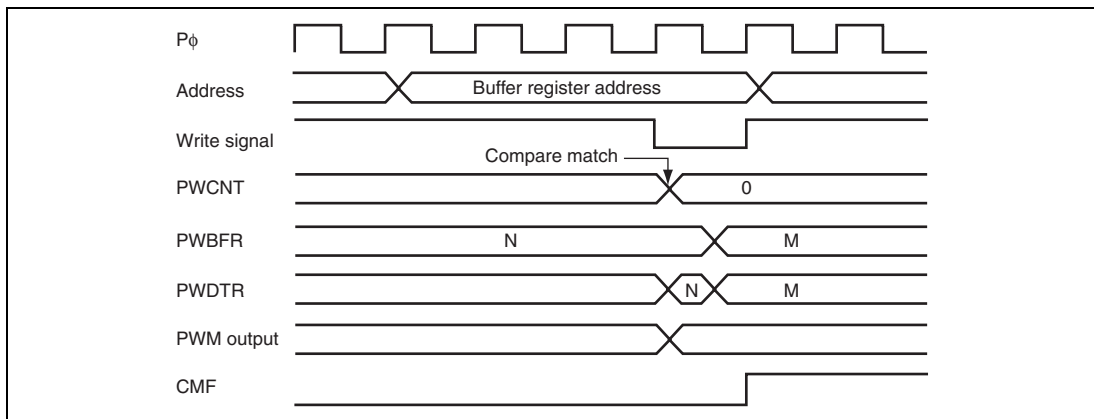 Pϕ
Address
Buffer register address
Write signal
Compare match
PWCNT
0
PWBFR
N
M
PWDTR
N
M
PWM output
CMF